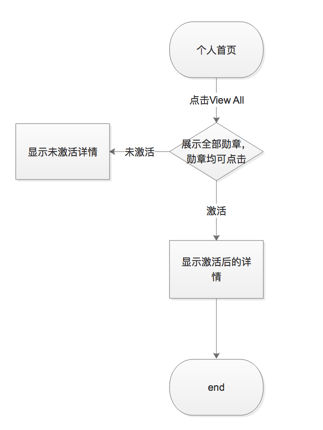 个人首页
点击View All
展示全部勋章，
勋章均可点击
未激活
显示未激活详情
激活
显示激活后的详
情
end